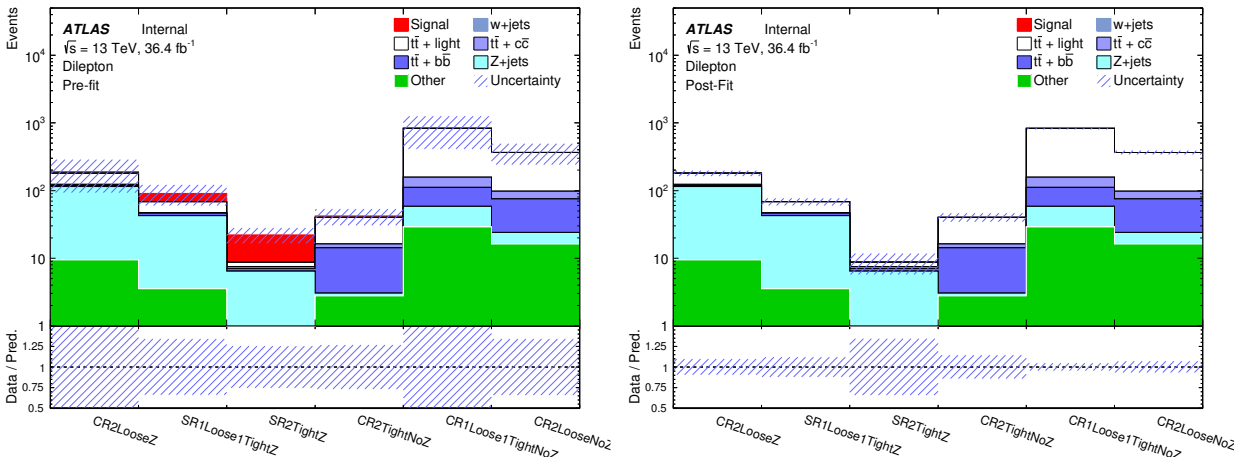 Events
ATLAS Internal
√s = 13 TeV, 36.4 fb⁻¹
Dilepton
Pre-fit
Signal
w+jets
tt̄ + light
tt̄ + cc̄
tt̄ + bb̄
Z+jets
Other
Uncertainty
10⁴
10³
10²
10
1
Data / Pred.
1.25
1
0.75
0.5
CR2LooseZ
SR1Loose1TightZ
SR2TightZ
CR2TightNoZ
CR1Loose1TightNoZ
CR2LooseNoZ
Events
ATLAS Internal
√s = 13 TeV, 36.4 fb⁻¹
Dilepton
Post-Fit
Signal
w+jets
tt̄ + light
tt̄ + cc̄
tt̄ + bb̄
Z+jets
Other
Uncertainty
10⁴
10³
10²
10
1
Data / Pred.
1.25
1
0.75
0.5
CR2LooseZ
SR1Loose1TightZ
SR2TightZ
CR2TightNoZ
CR1Loose1TightNoZ
CR2LooseNoZ